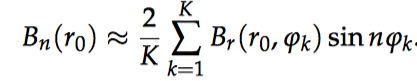 B_n(r_0) ≈ \frac{2}{K} \sum_{k=1}^{K} B_r(r_0, φ_k) sin nφ_k.